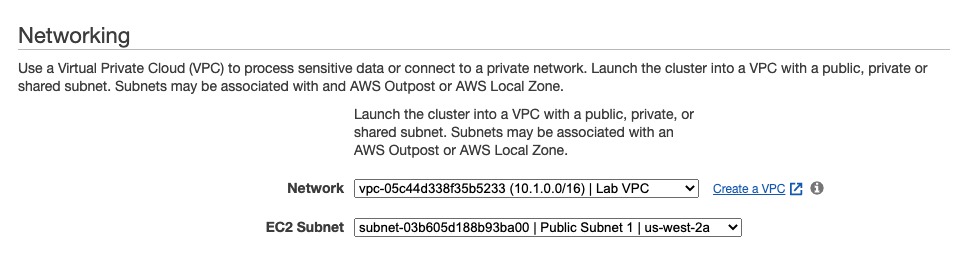 Networking
Use a Virtual Private Cloud (VPC) to process sensitive data or connect to a private network. Launch the cluster into a VPC with a public, private or
shared subnet. Subnets may be associated with and AWS Outpost or AWS Local Zone.
Launch the cluster into a VPC with a public, private, or
shared subnet. Subnets may be associated with an
AWS Outpost or AWS Local Zone.
Network vpc-05c44d338f35b5233 (10.1.0.0/16) | Lab VPC Create a VPC
EC2 Subnet subnet-03b605d188b93ba00 | Public Subnet 1 | us-west-2a